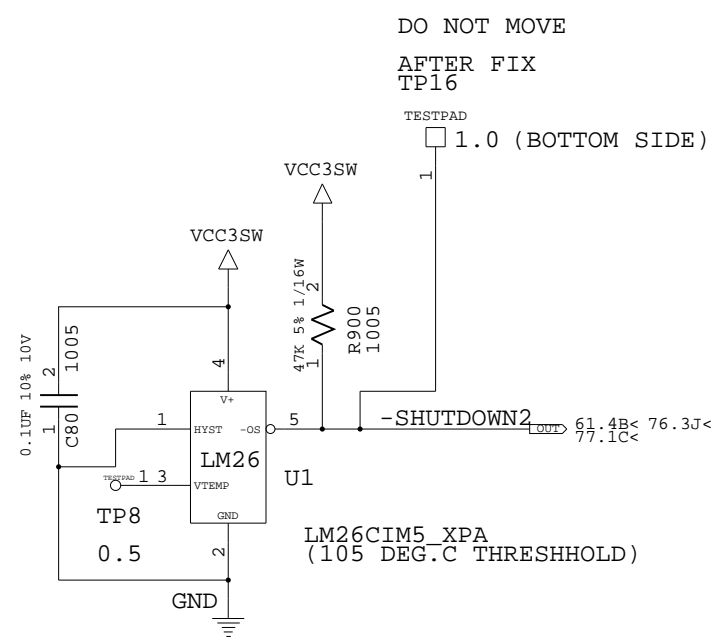 DO NOT MOVE
AFTER FIX
TP16
TESTPAD
1.0 (BOTTOM SIDE)
1
VCC3SW
VCC3SW
47K 5% 1/16W
2
1
R900
1005
0.1UF 10% 10V
2
1
1005
C80
4
V+
1
HYST
-OS
5
-SHUTDOWN2
OUT
61.4B< 76.3J<
77.1C<
LM26
U1
TESTPAD
1
3
VTEMP
TP8
0.5
GND
2
LM26CIM5_XPA
(105 DEG.C THRESHHOLD)
GND